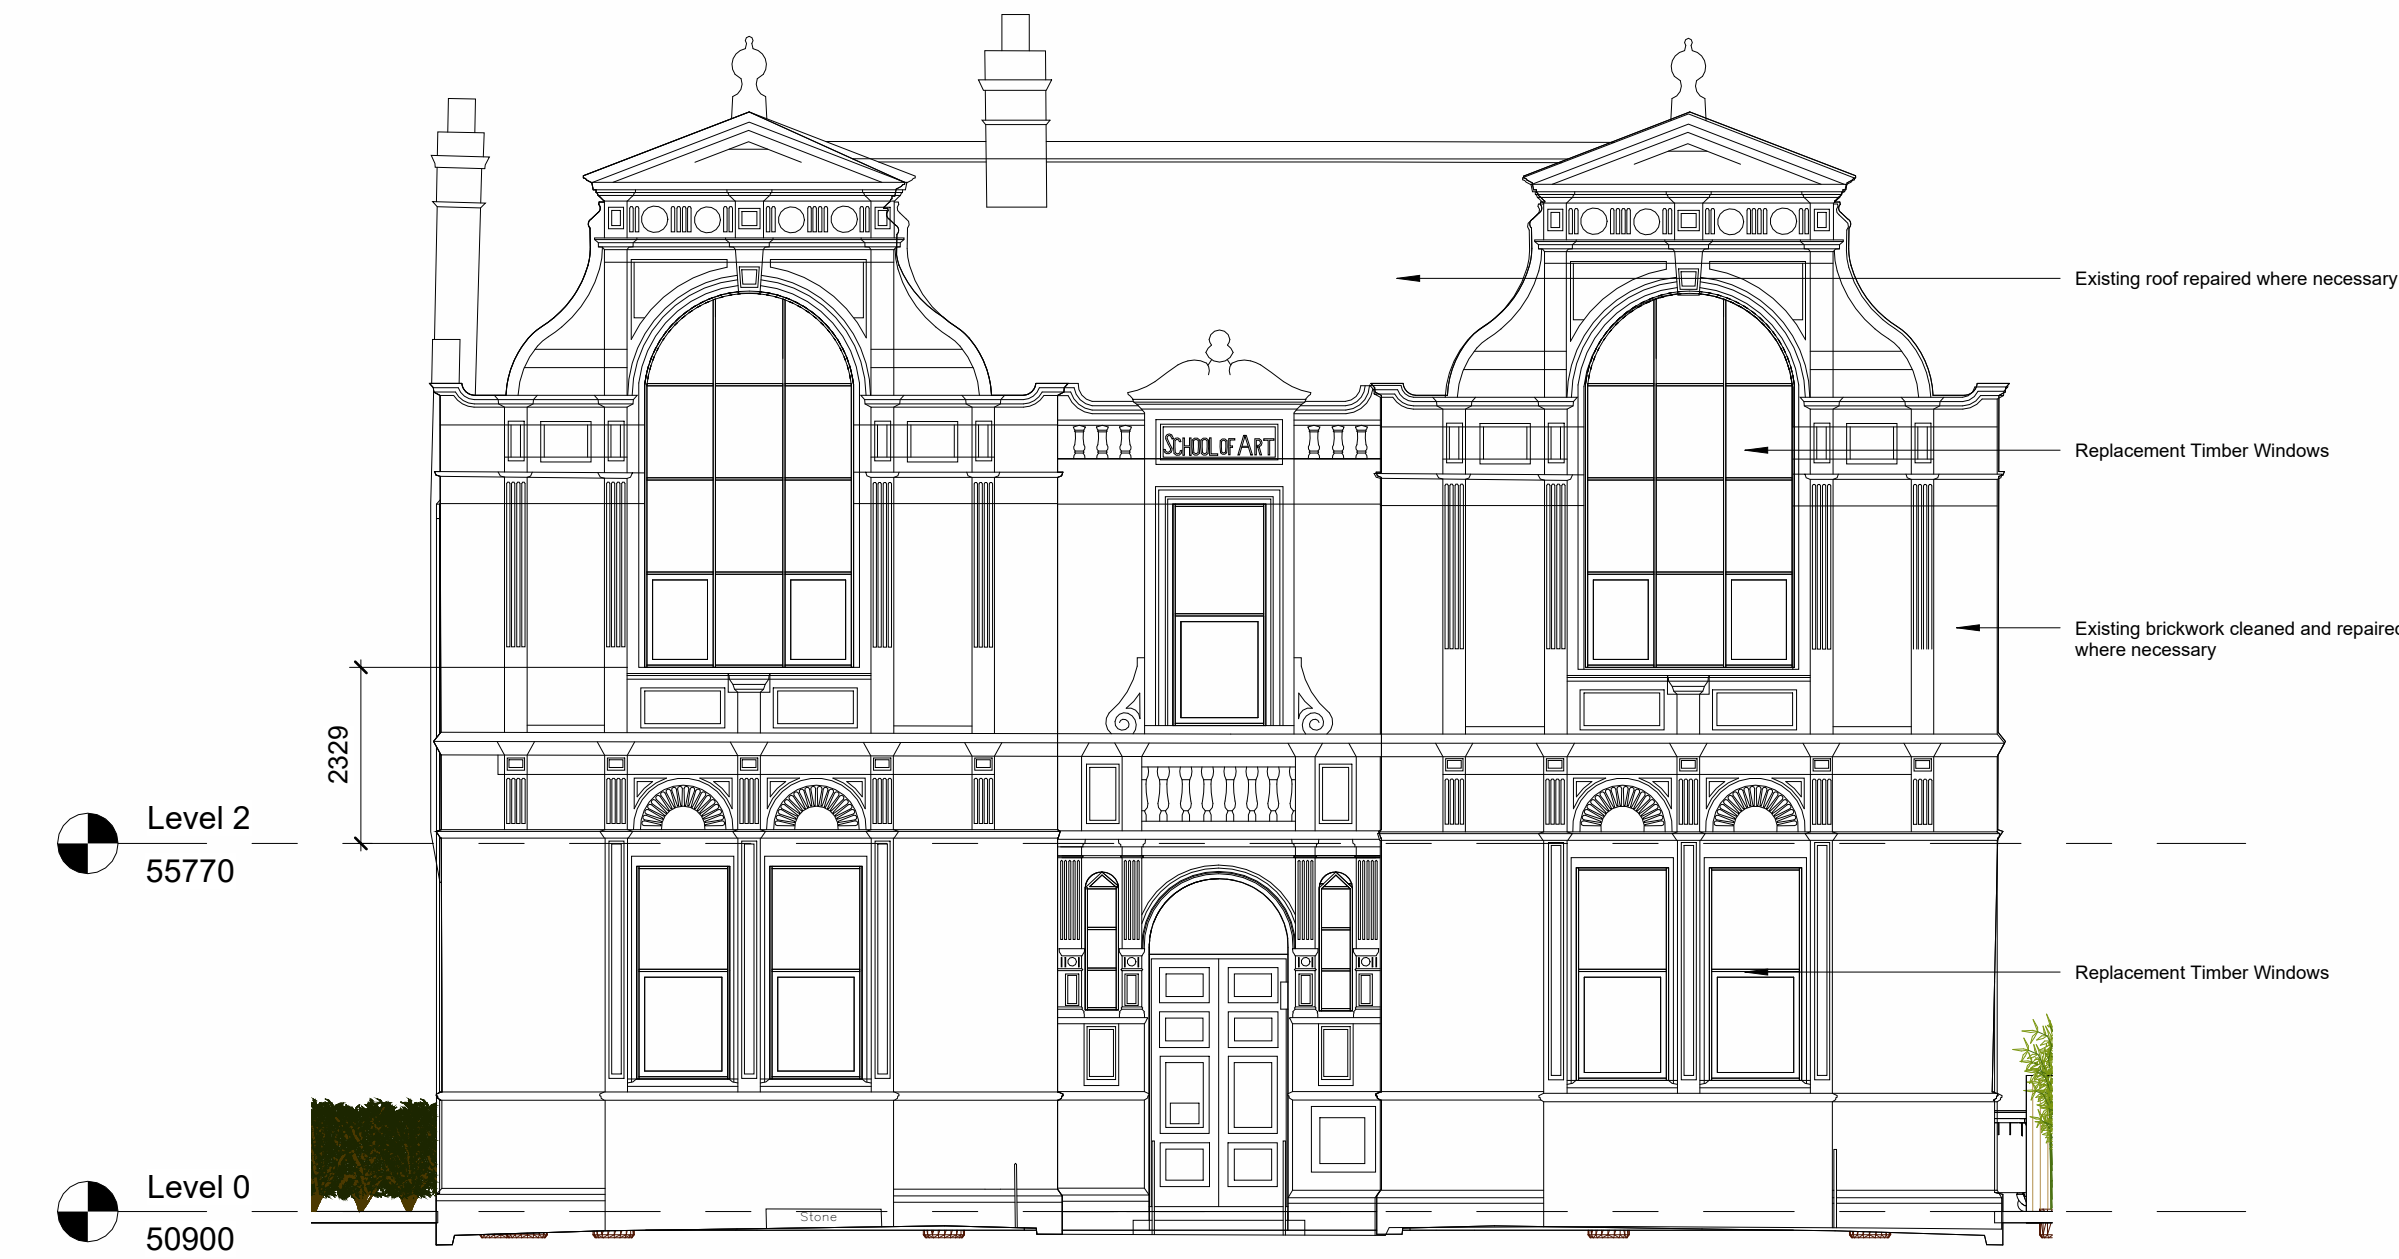 Existing roof repaired where necessary
SCHOOL OF ART
Replacement Timber Windows
Existing brickwork cleaned and repaired
where necessary
2329
Level 2
55770
Replacement Timber Windows
Level 0
50900
Stone